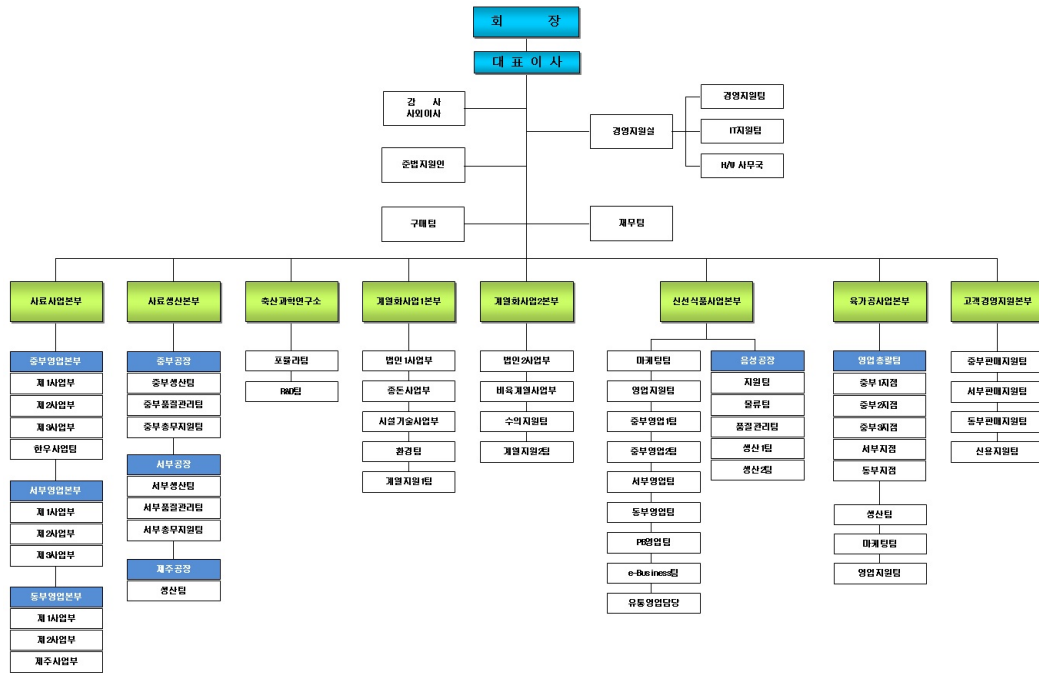 회 장
대 표 이 사
감 사
사외이사
경영지원실
경영지원팀
IT지원팀
H/W 사무국
준법지원인
구매팀
재무팀
사료사업본부
중부영업본부
제1사업부
제2사업부
제3사업부
한우사업팀
서부영업본부
제1사업부
제2사업부
제3사업부
동부영업본부
제1사업부
제2사업부
제주사업부
사료생산본부
중부공장
중부생산팀
중부품질관리팀
중부총무지원팀
서부공장
서부생산팀
서부품질관리팀
서부총무지원팀
제주공장
생산팀
축산과학연구소
포뮬라팀
R&D팀
계열화사업1본부
법인1사업부
종돈사업부
시설기술사업부
환경팀
계열지원1팀
계열화사업2본부
법인2사업부
비육계열사업부
수의지원팀
계열지원2팀
신선식품사업본부
마케팅팀
영업지원팀
중부영업1팀
중부영업2팀
서부영업팀
동부영업팀
PB영업팀
e-Business팀
유통영업담당
음성공장
지원팀
물류팀
품질관리팀
생산1팀
생산2팀
육가공사업본부
영업총괄팀
중부1지점
중부2지점
중부3지점
서부지점
동부지점
생산팀
마케팅팀
영업지원팀
고객경영지원본부
중부판매지원팀
서부판매지원팀
동부판매지원팀
신용지원팀